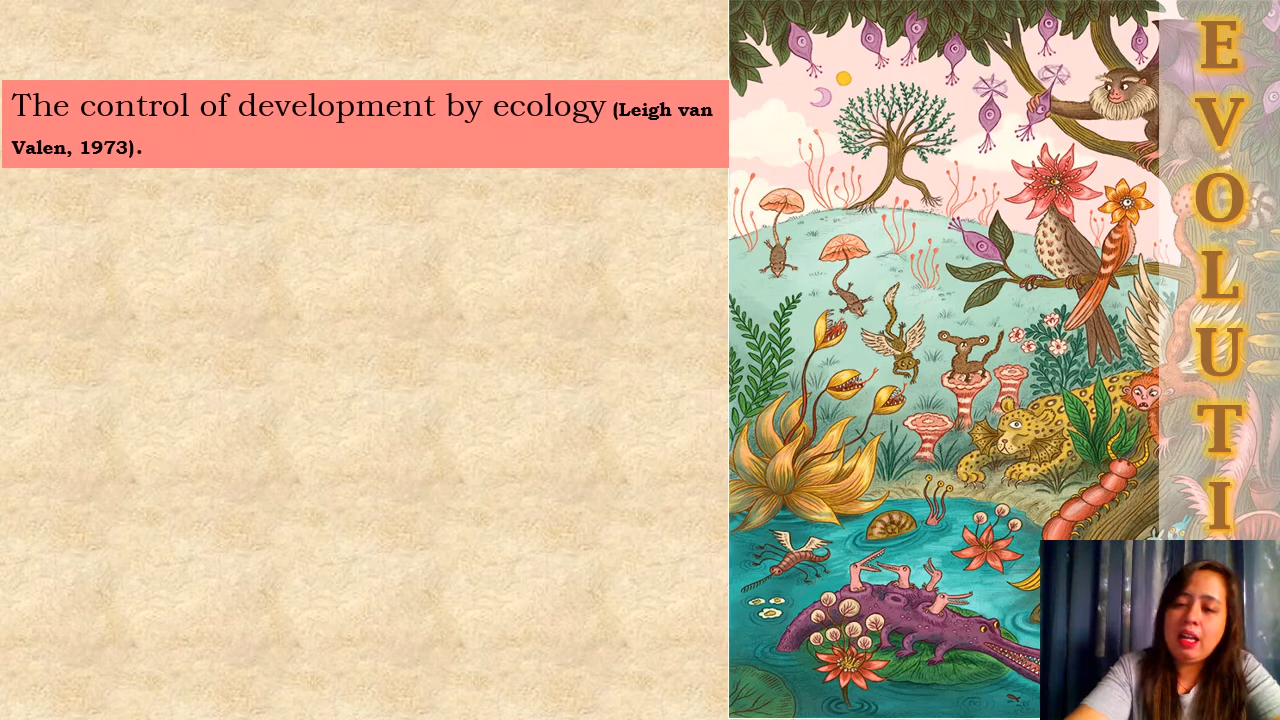 The control of development by ecology (Leigh van
Valen, 1973).
E
V
O
L
U
T
I